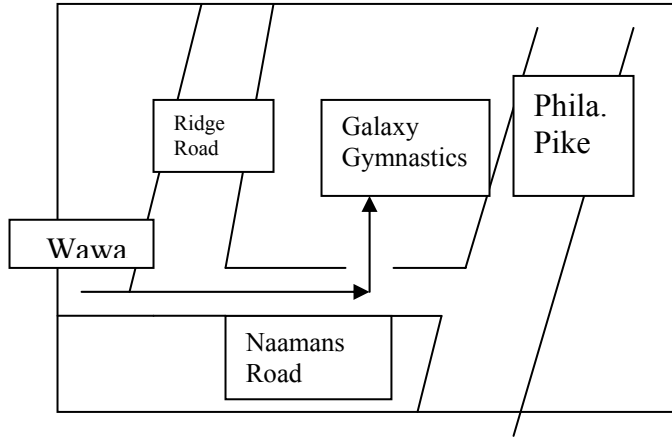 Ridge
Road
Galaxy
Gymnastics
Phila.
Pike
Wawa
Naamans
Road